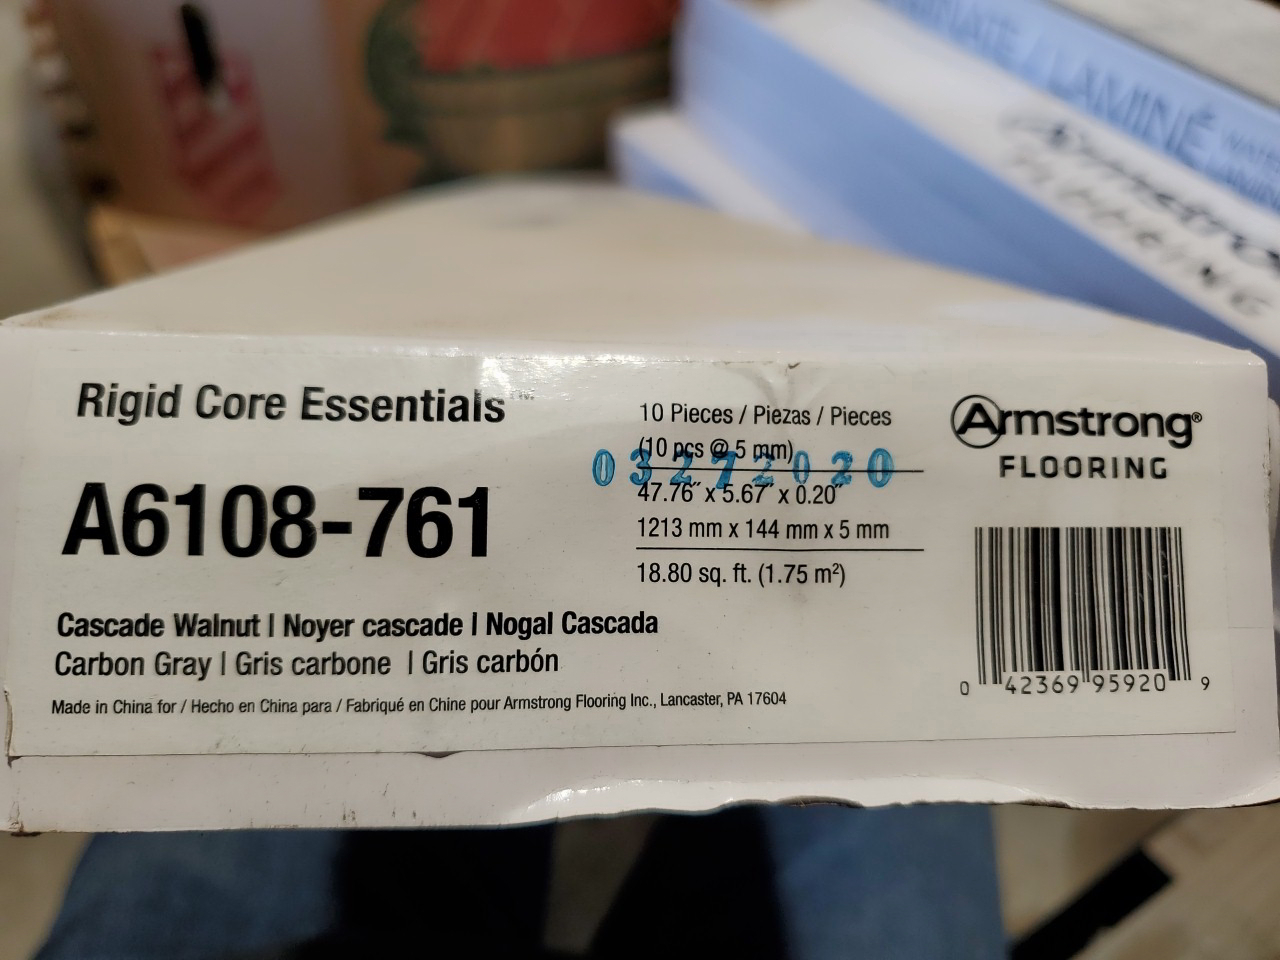 LAMINÉ
Armstrong
FLOORING
Rigid Core Essentials™
A6108-761
Cascade Walnut | Noyer cascade | Nogal Cascada
Carbon Gray | Gris carbone | Gris carbón
Made in China for / Hecho en China para / Fabriqué en Chine pour Armstrong Flooring Inc., Lancaster, PA 17604
10 Pieces / Piezas / Pieces
(10 pcs @ 5 mm)
03272020
47.76″ x 5.67″ x 0.20″
1213 mm x 144 mm x 5 mm
18.80 sq. ft. (1.75 m²)
Armstrong®
FLOORING
0 42369 95920 9